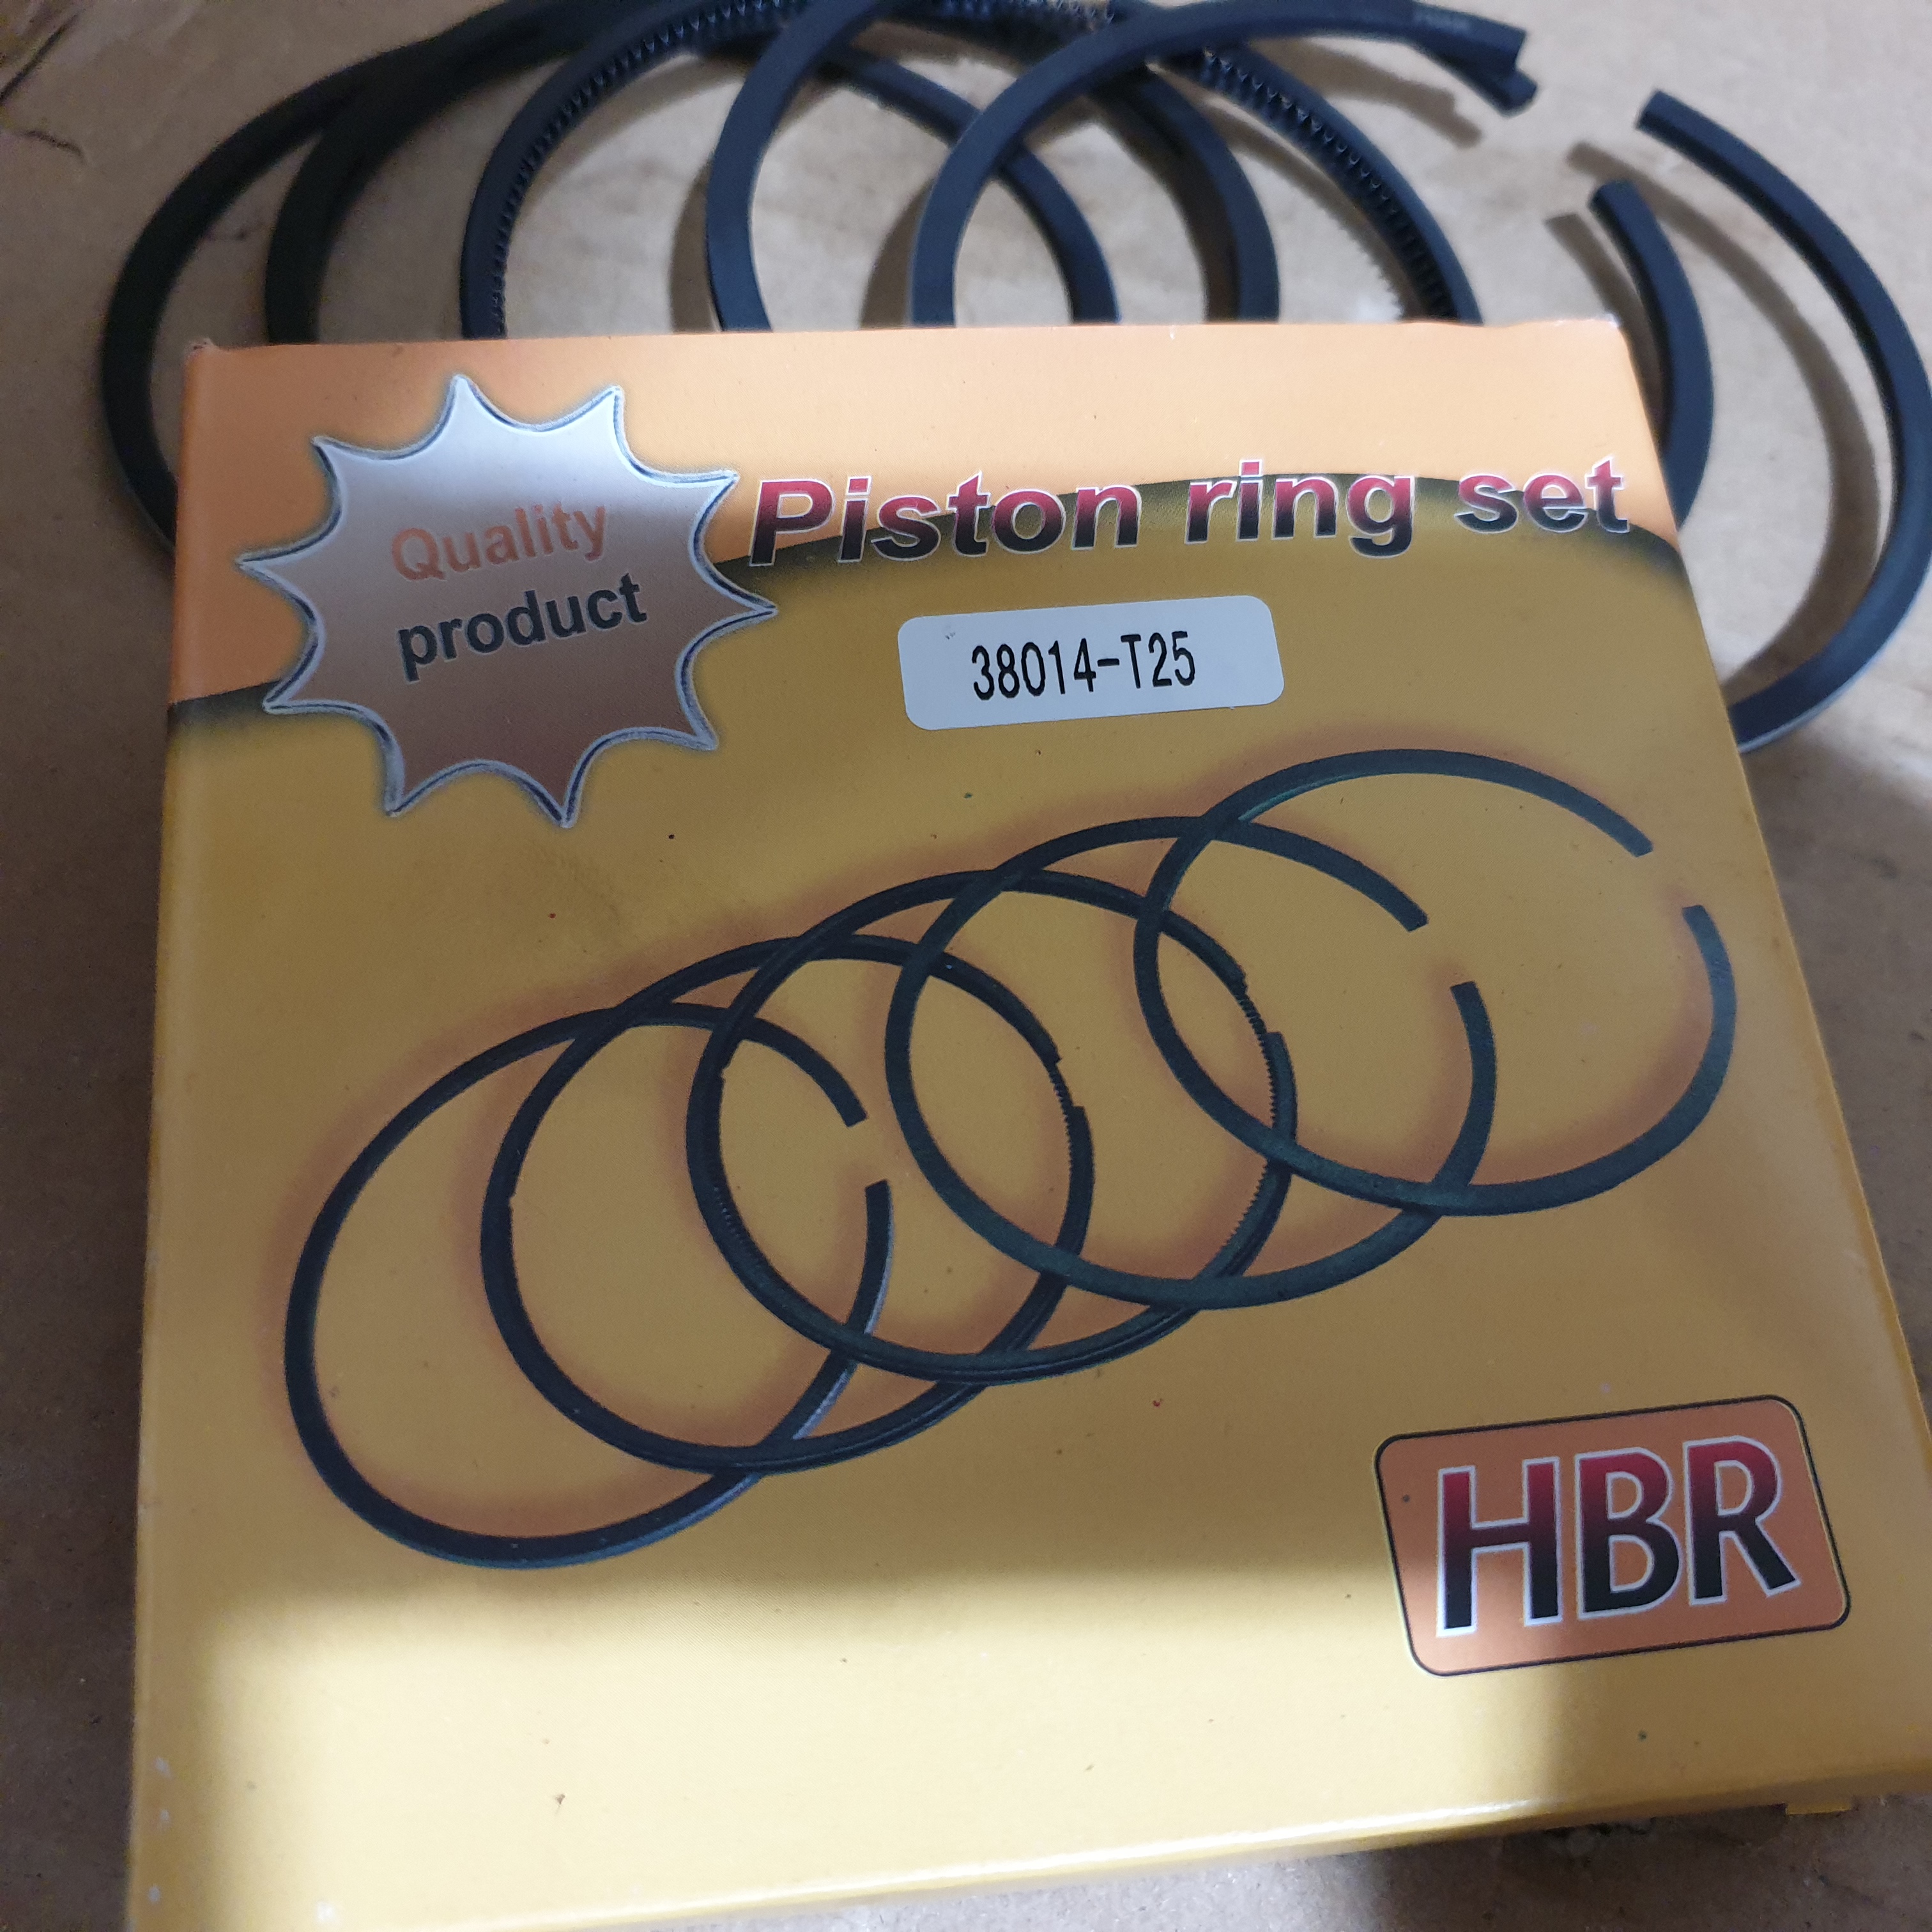 Quality
product
Piston ring set
38014-T25
HBR